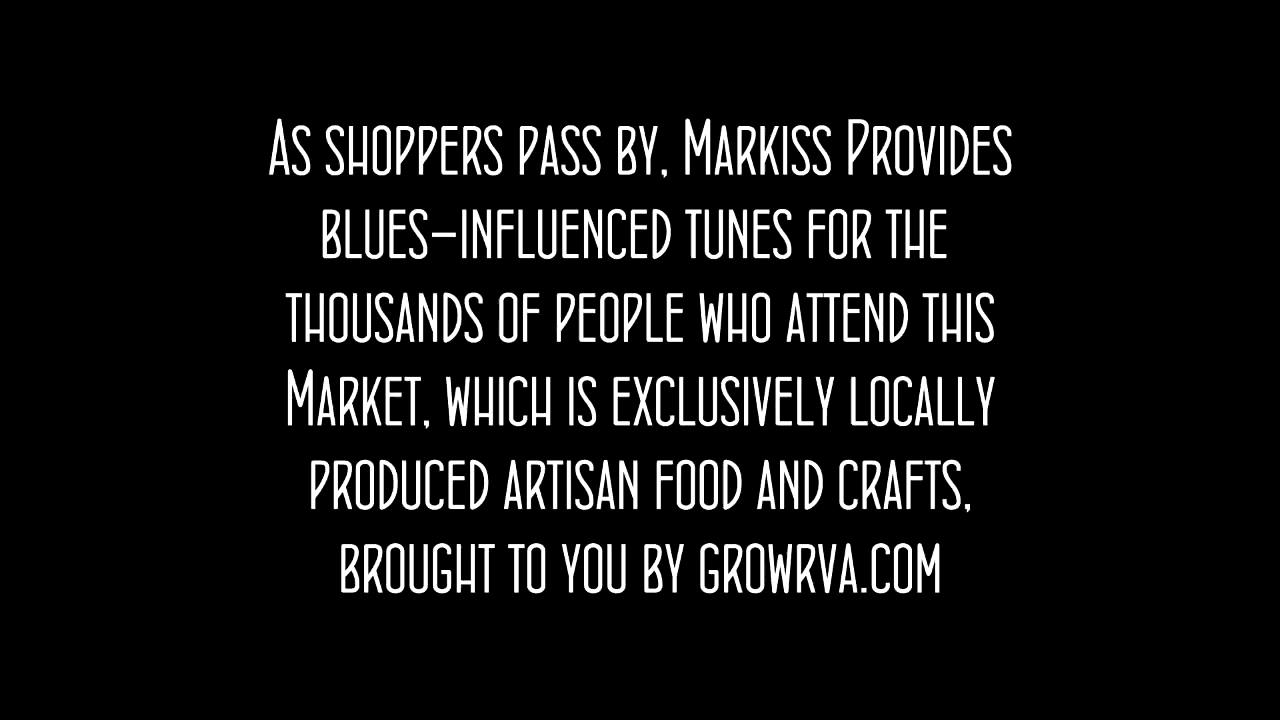 As shoppers pass by, Markiss Provides
blues-influenced tunes for the
thousands of people who attend this
Market, which is exclusively locally
produced artisan food and crafts,
brought to you by growrva.com